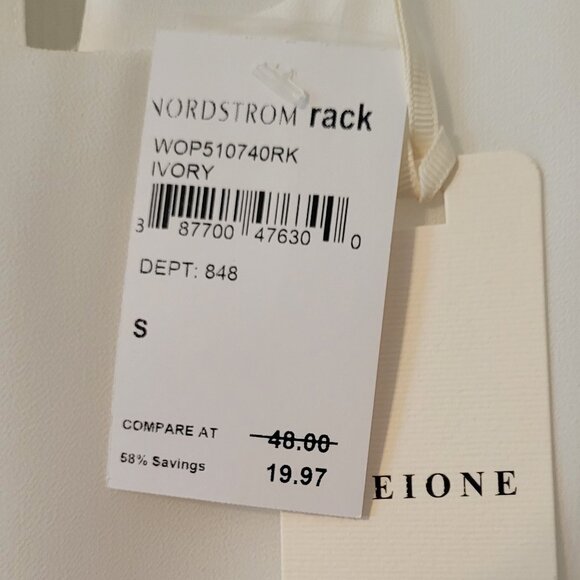 NORDSTROM rack
WOP510740RK
IVORY
3 87700 47630 0
DEPT: 848
S
COMPARE AT 48.00
58% Savings 19.97
EIONE